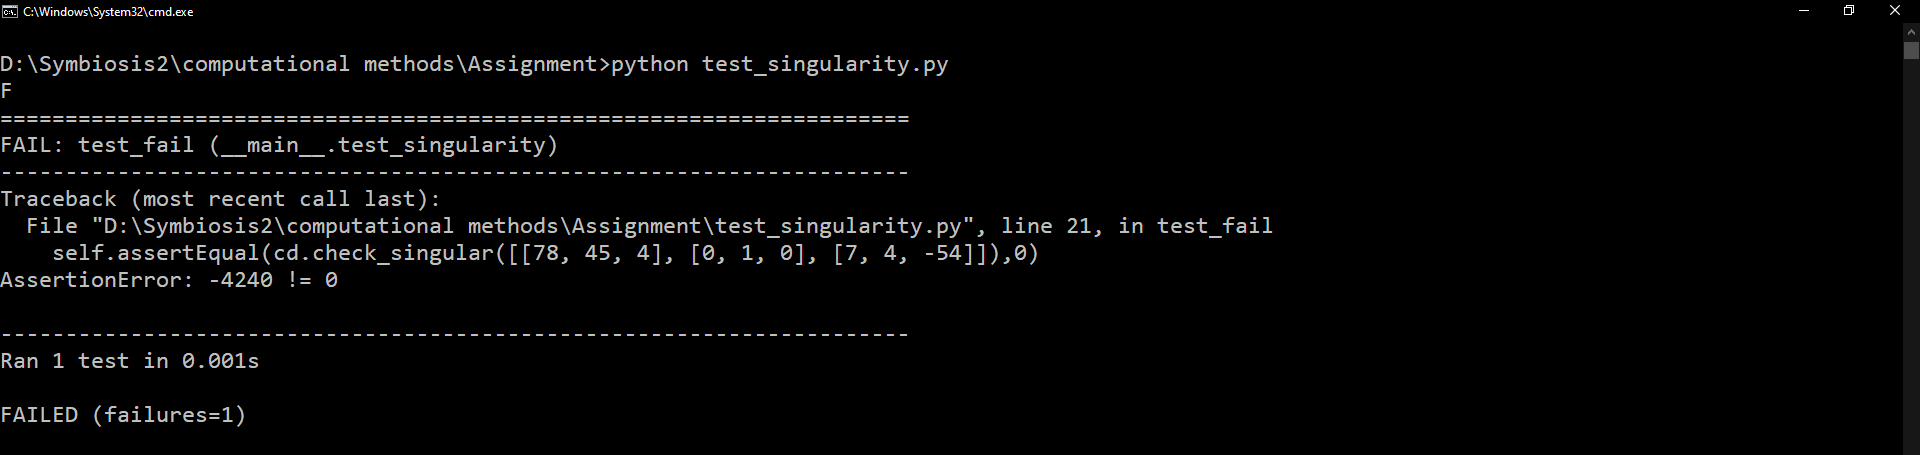 C:\Windows\System32\cmd.exe
D:\Symbiosis2\computational methods\Assignment>python test_singularity.py
F
======================================================================
FAIL: test_fail (__main__.test_singularity)
----------------------------------------------------------------------
Traceback (most recent call last):
  File "D:\Symbiosis2\computational methods\Assignment\test_singularity.py", line 21, in test_fail
    self.assertEqual(cd.check_singular([[78, 45, 4], [0, 1, 0], [7, 4, -54]]),0)
AssertionError: -4240 != 0
----------------------------------------------------------------------
Ran 1 test in 0.001s
FAILED (failures=1)